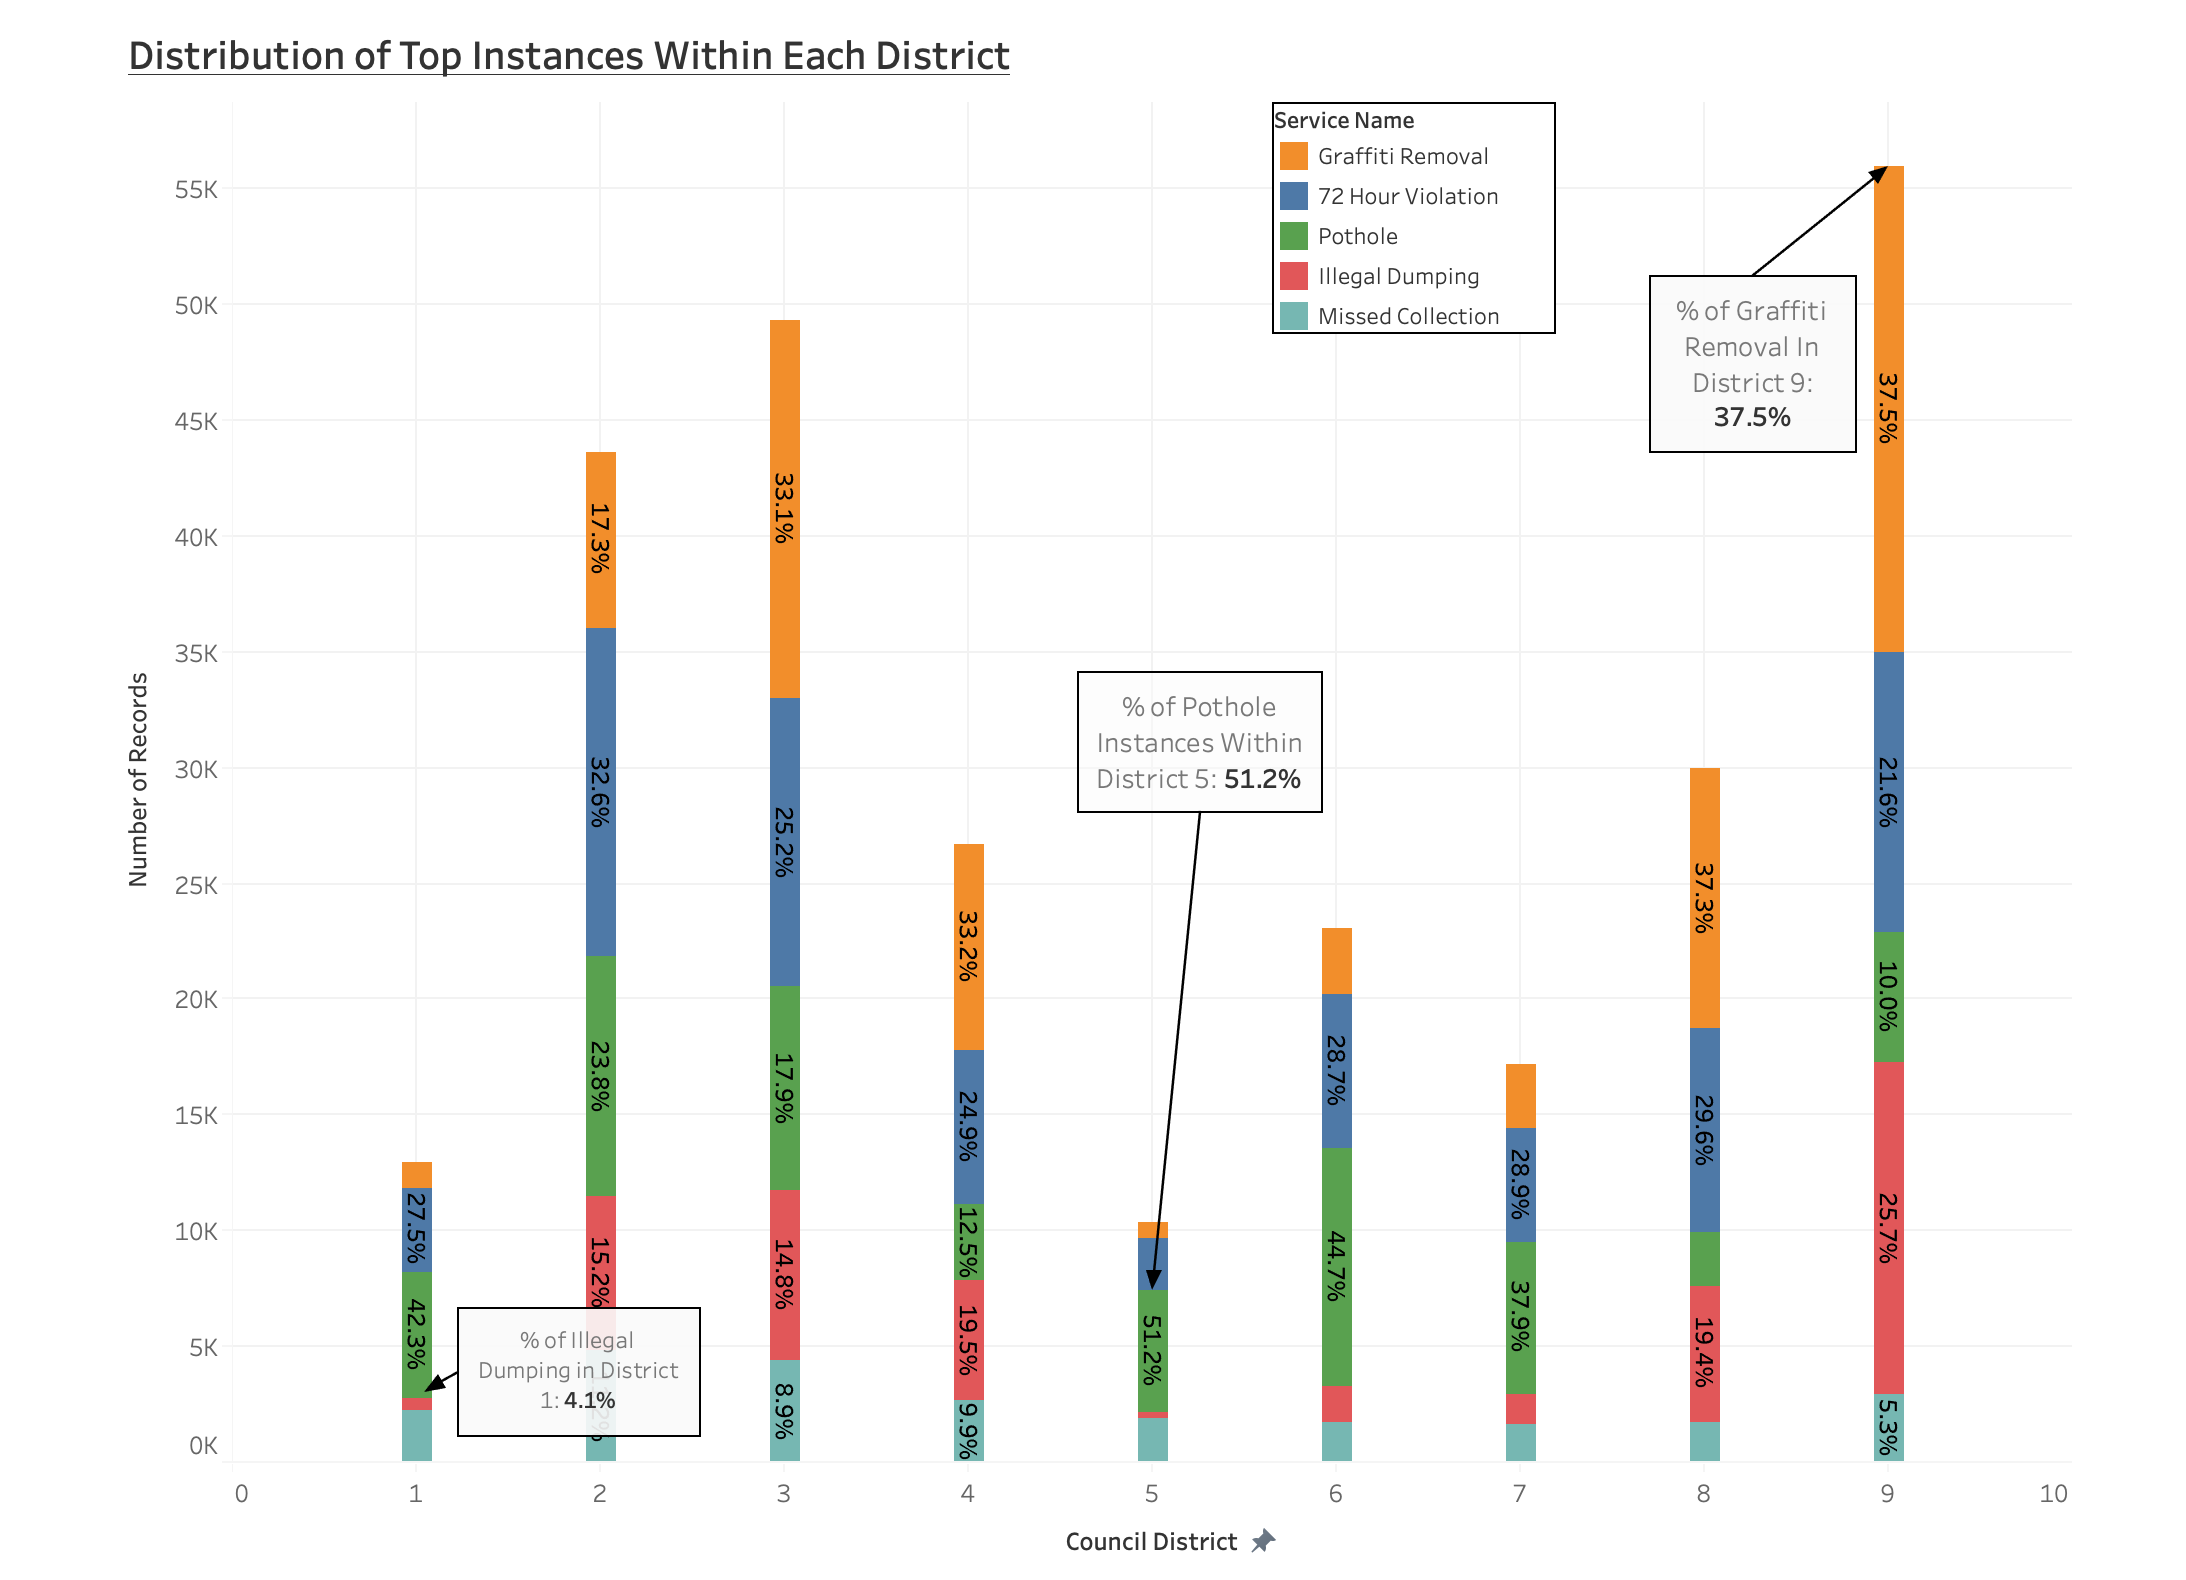 Distribution of Top Instances Within Each District
Service Name
Graffiti Removal
72 Hour Violation
Pothole
Illegal Dumping
Missed Collection
55K
50K
45K
40K
35K
30K
25K
20K
15K
10K
5K
0K
Number of Records
27.5%
42.3%
17.3%
32.6%
23.8%
15.2%
33.1%
25.2%
17.9%
14.8%
8.9%
33.2%
24.9%
12.5%
19.5%
9.9%
51.2%
28.7%
44.7%
28.9%
37.9%
37.3%
29.6%
19.4%
37.5%
21.6%
10.0%
25.7%
5.3%
% of Graffiti
Removal In
District 9:
37.5%
% of Pothole
Instances Within
District 5: 51.2%
% of Illegal
Dumping in District
1: 4.1%
0 1 2 3 4 5 6 7 8 9 10
Council District